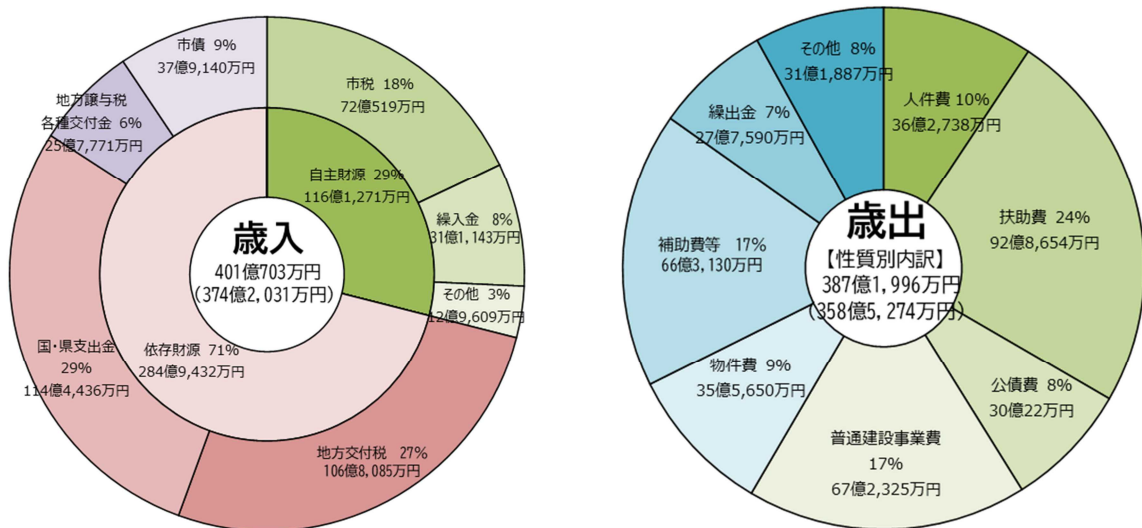 市債 9%
37億9,140万円
市税 18%
72億519万円
地方譲与税
各種交付金 6%
25億7,771万円
自主財源 29%
116億1,271万円
繰入金 8%
31億1,143万円
歳入
401億703万円
(374億2,031万円)
その他 3%
12億9,609万円
国・県支出金
29%
114億4,436万円
依存財源 71%
284億9,432万円
地方交付税 27%
106億8,085万円
その他 8%
31億1,887万円
人件費 10%
36億2,738万円
繰出金 7%
27億7,590万円
扶助費 24%
92億8,654万円
補助費等 17%
66億3,130万円
歳出
【性質別内訳】
387億1,996万円
(358億5,274万円)
物件費 9%
35億5,650万円
公債費 8%
30億22万円
普通建設事業費
17%
67億2,325万円